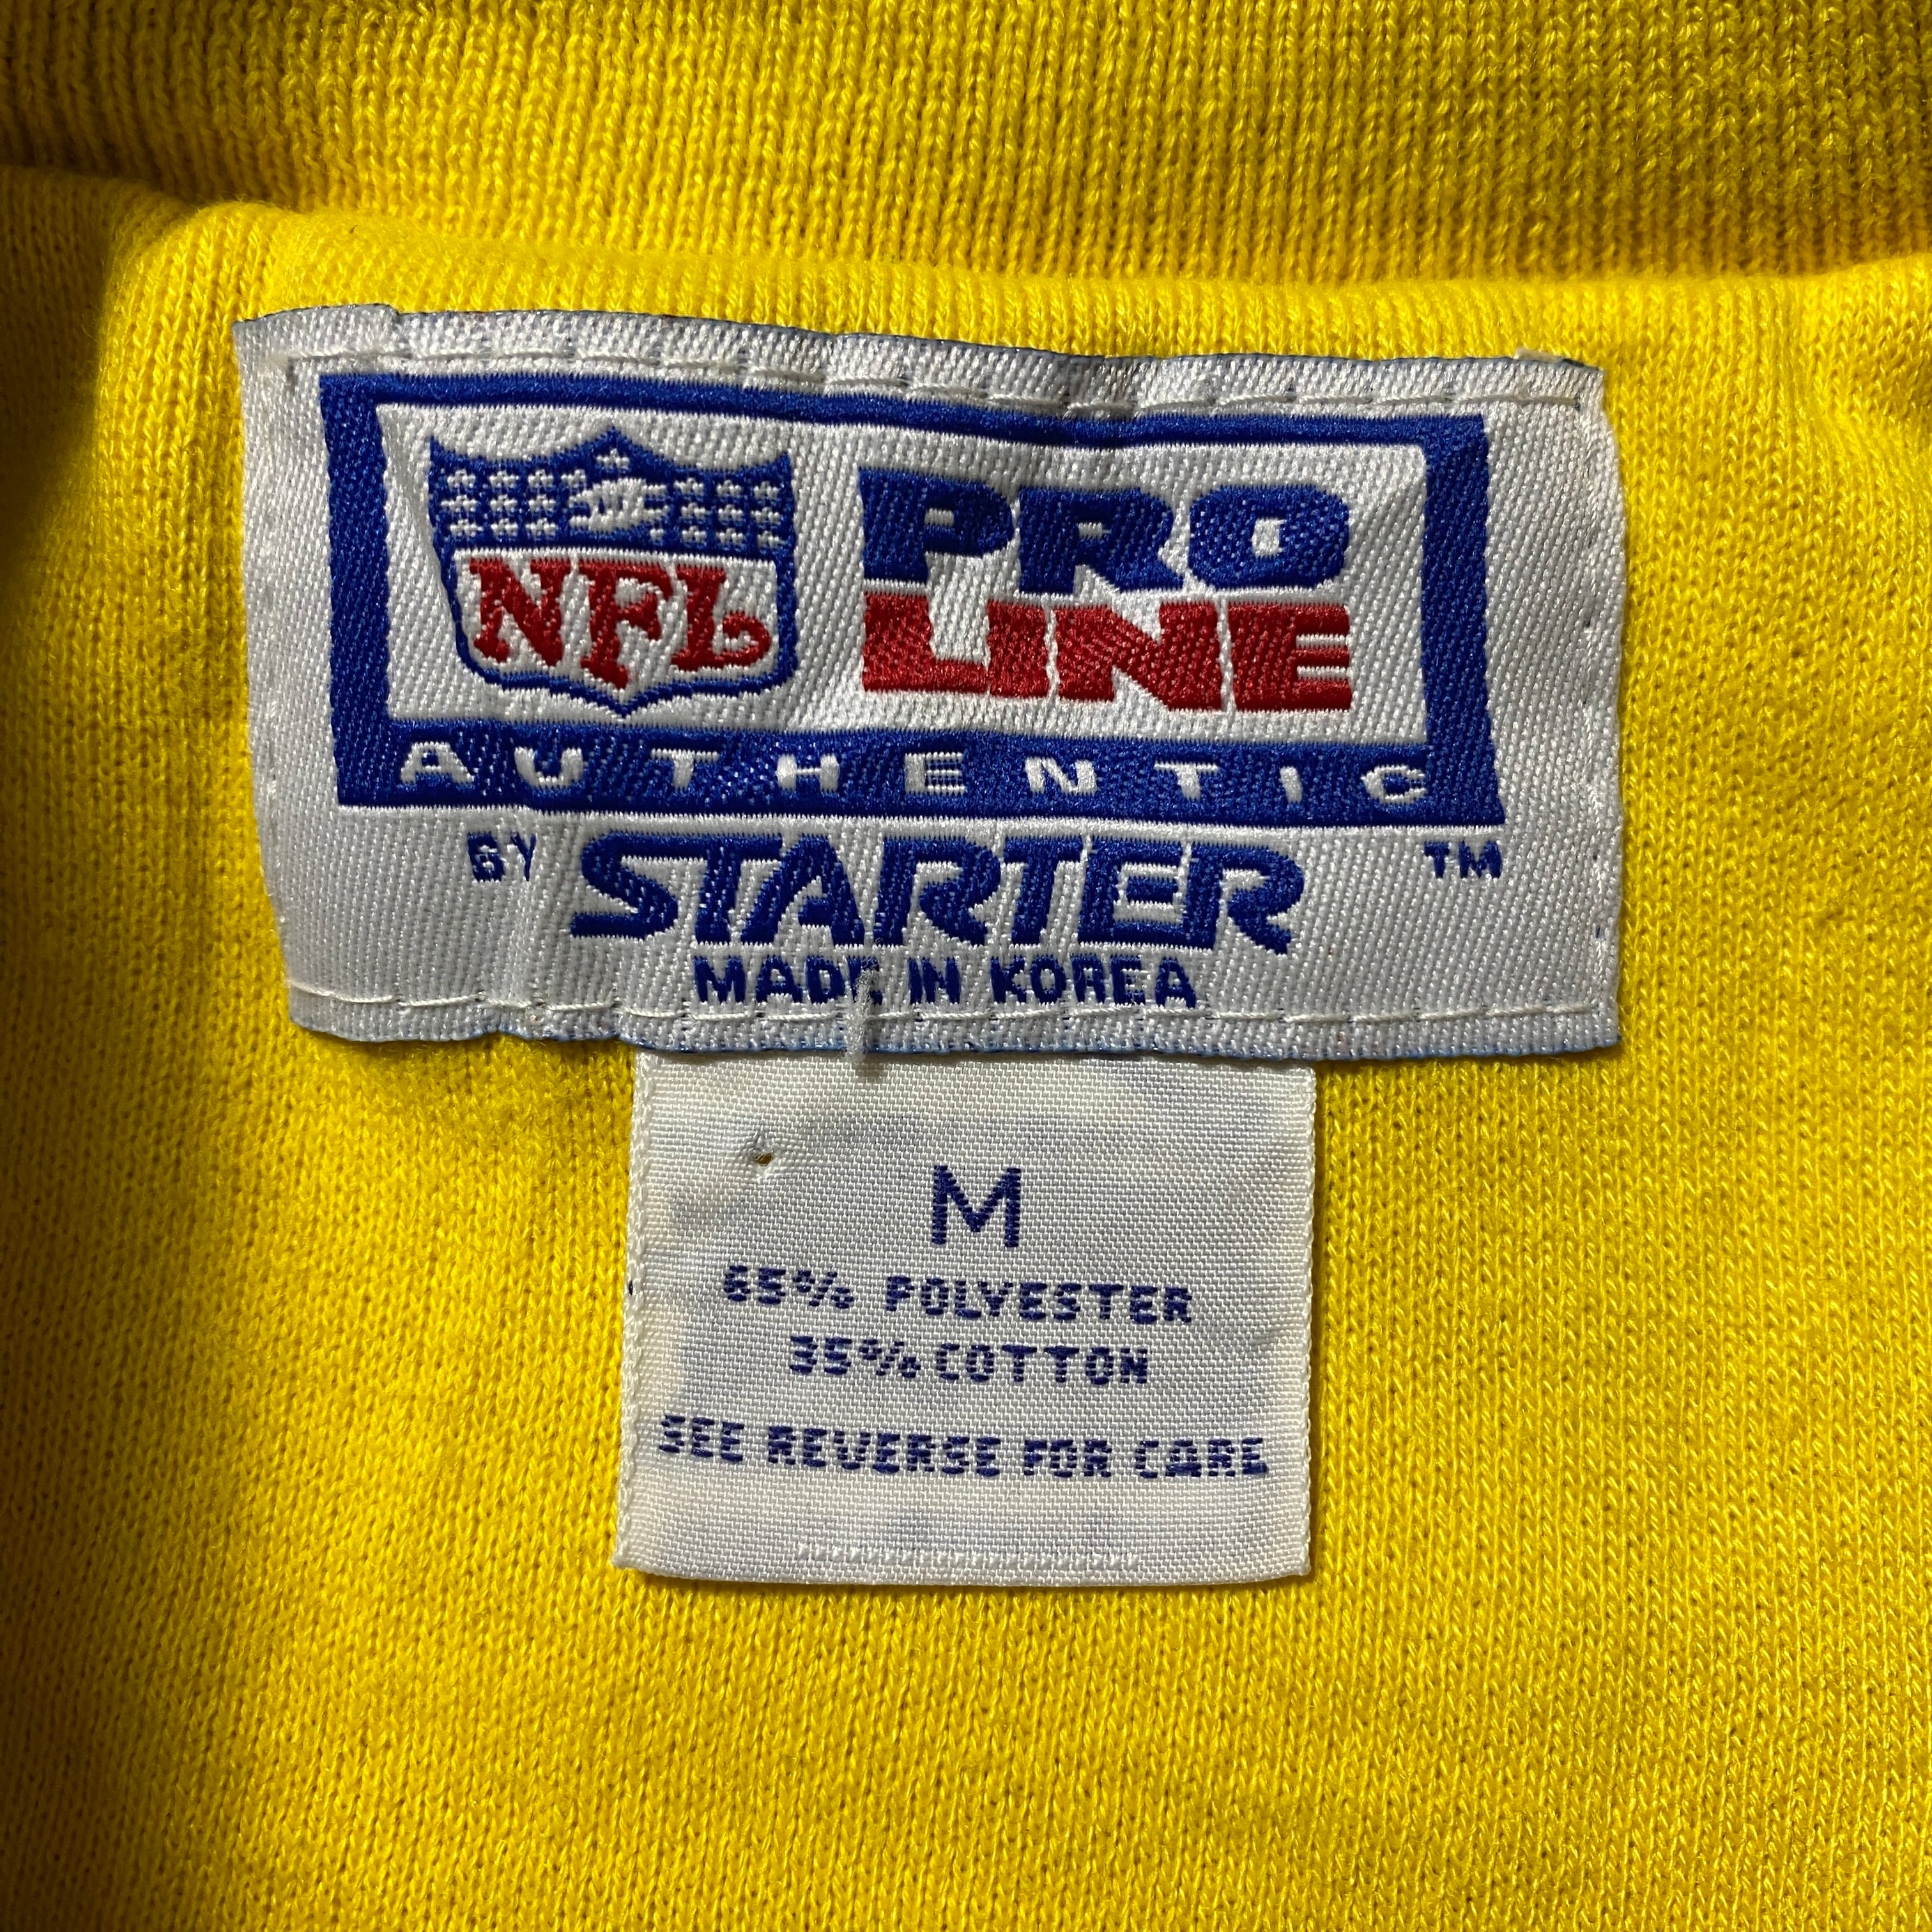 NFL
PRO
LINE
AUTHENTIC
BY STARTER TM
MADE IN KOREA
M
65% POLYESTER
35% COTTON
SEE REVERSE FOR CARE